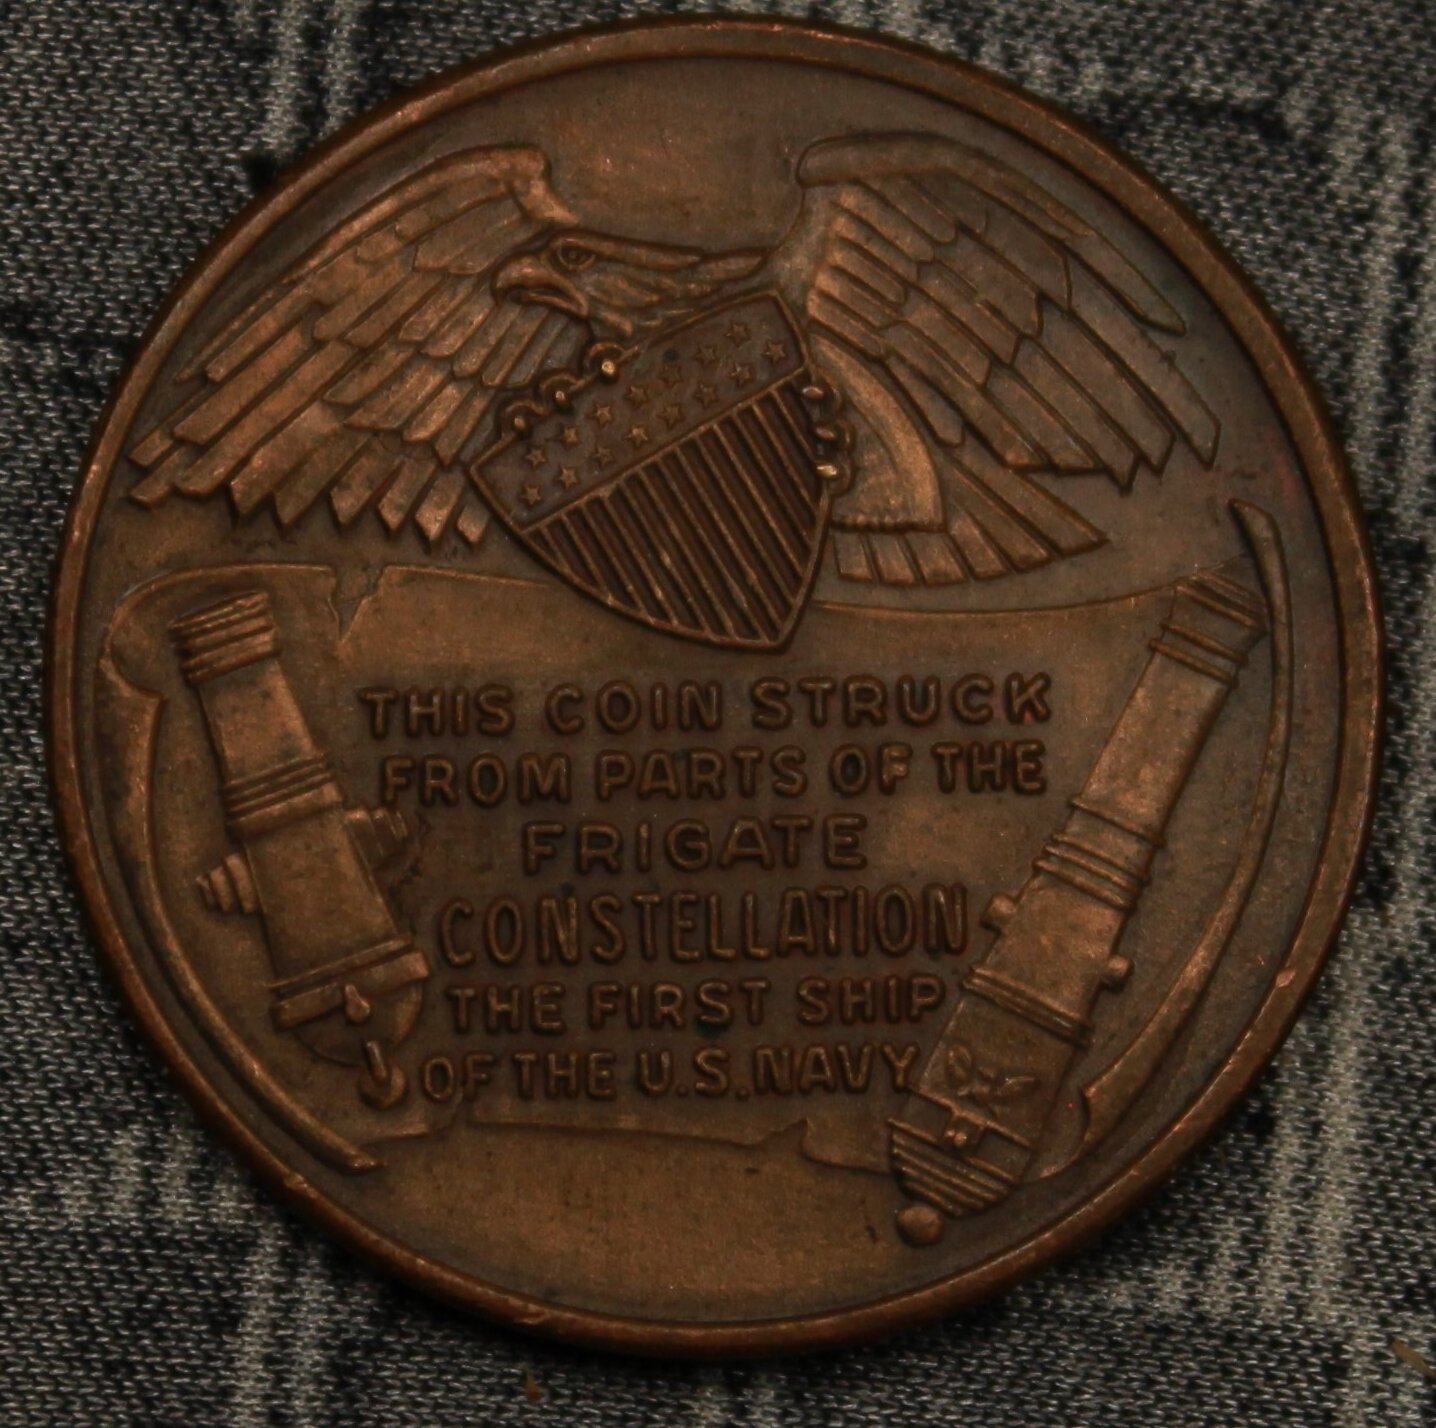 THIS COIN STRUCK
FROM PARTS OF THE
FRIGATE
CONSTELLATION
THE FIRST SHIP
OF THE U.S. NAVY